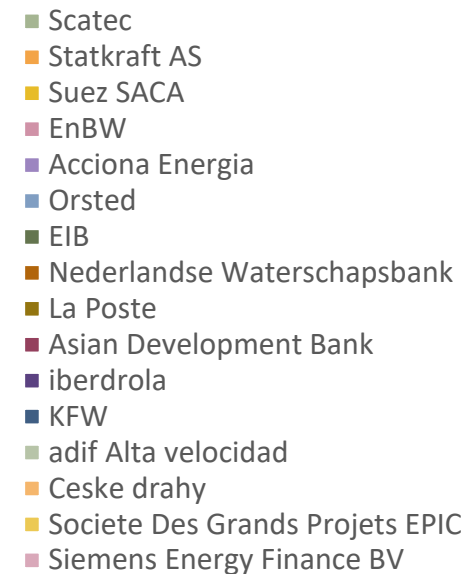 Scatec
Statkraft AS
Suez SACA
EnBW
Acciona Energia
Orsted
EIB
Nederlandse Waterschapsbank
La Poste
Asian Development Bank
iberdrola
KFW
adif Alta velocidad
Ceske drahy
Societe Des Grands Projets EPIC
Siemens Energy Finance BV